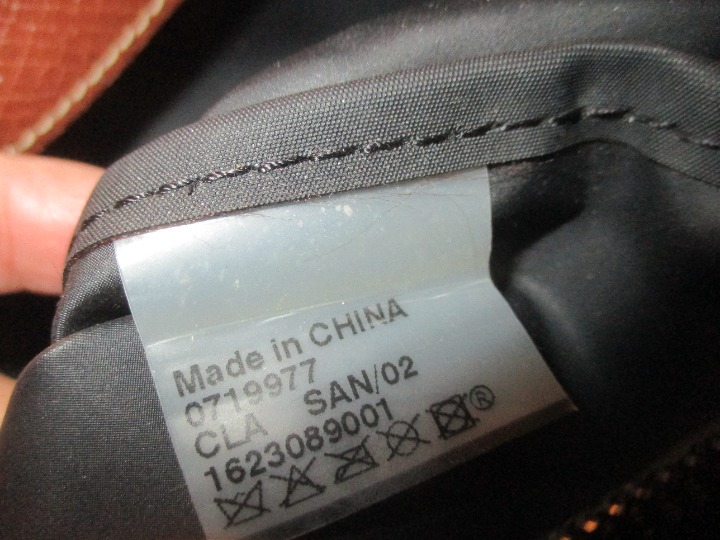 Made in CHINA
0719977
CLA SAN/02
1623089001
®